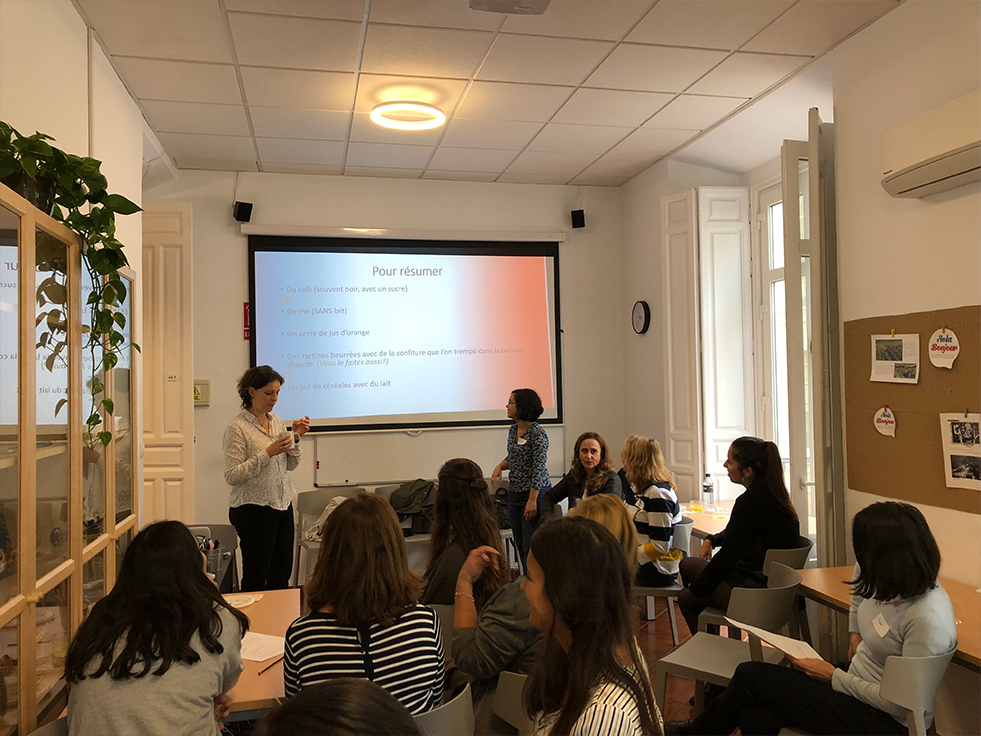 Pour résumer
• Du café (souvent noir, avec un sucre)
• Du thé (SANS lait)
• Un verre de jus d'orange
• Des tartines beurrées avec de la confiture que l'on trempe dans la boisson
chaude. (Vous le faites aussi?)
Un bol de céréales avec du lait
Hola
Bonjour
Hola
Bonjour